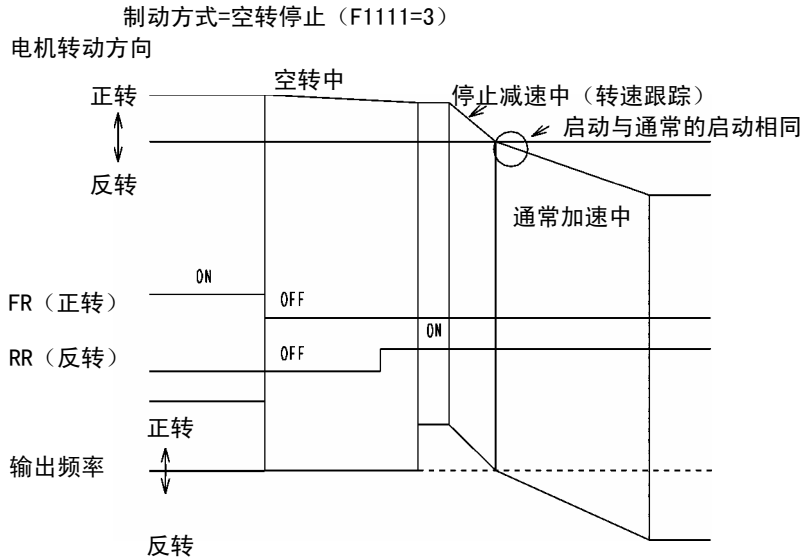 制动方式=空转停止（F1111=3）
电机转动方向
空转中
正转
停止减速中（转速跟踪）
启动与通常的启动相同
反转
通常加速中
ON
FR（正转）
OFF
ON
RR（反转）
OFF
正转
输出频率
反转